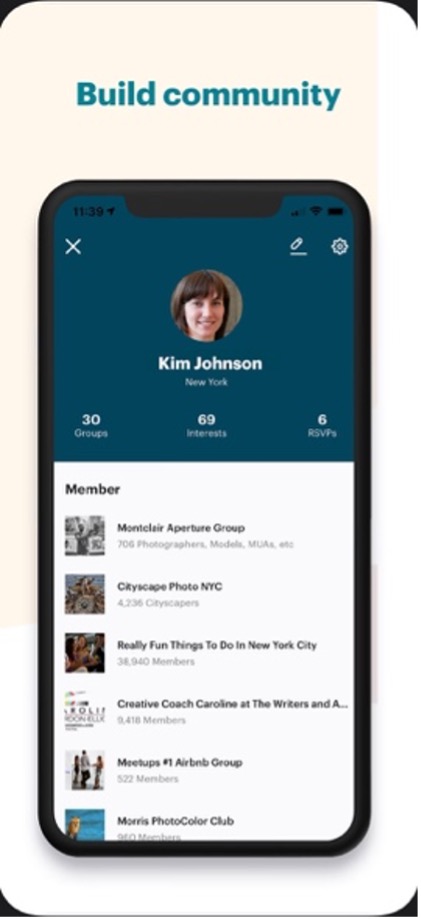 Build community
11:39
Kim Johnson
New York
30
Groups
69
Interests
6
RSVPs
Member
Montclair Aperture Group
706 Photographers, Models, MUAs, etc
Cityscape Photo NYC
4,236 Cityscapers
Really Fun Things To Do In New York City
38,940 Members
Creative Coach Caroline at The Writers and A...
9,418 Members
Meetups #1 Airbnb Group
522 Members
Morris PhotoColor Club
960 Members